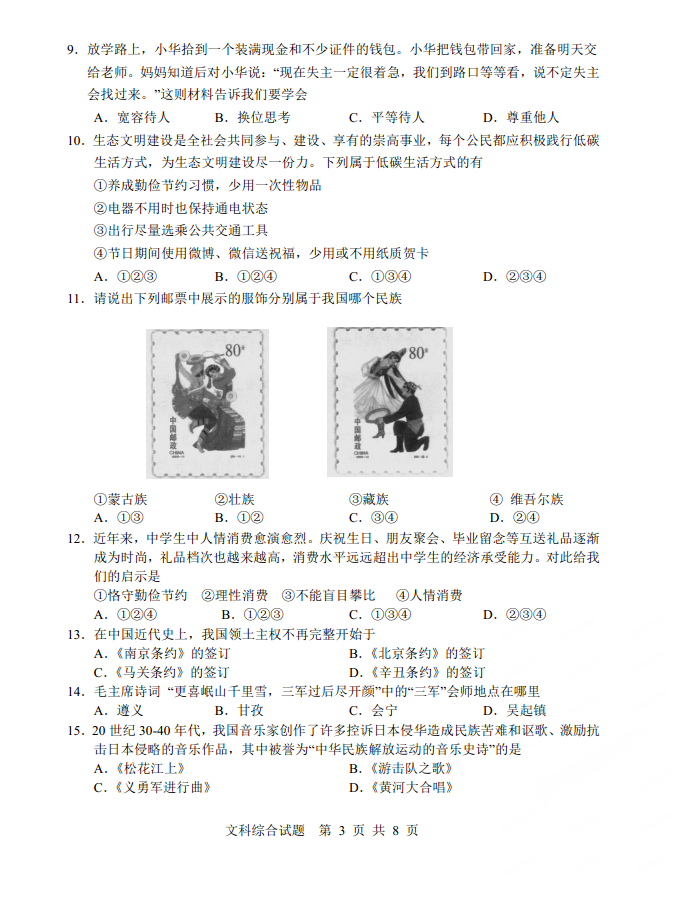 9．放学路上，小华拾到一个装满现金和不少证件的钱包。小华把钱包带回家，准备明天交
给老师。妈妈知道后对小华说：“现在失主一定很着急，我们到路口等等看，说不定失主
会找过来。”这则材料告诉我们要学会
A．宽容待人 B．换位思考 C．平等待人 D．尊重他人
10．生态文明建设是全社会共同参与、建设、享有的崇高事业，每个公民都应积极践行低碳
生活方式，为生态文明建设尽一份力。下列属于低碳生活方式的有
①养成勤俭节约习惯，少用一次性物品
②电器不用时也保持通电状态
③出行尽量选乘公共交通工具
④节日期间使用微博、微信送祝福，少用或不用纸质贺卡
A．①②③ B．①②④ C．①③④ D．②③④
11．请说出下列邮票中展示的服饰分别属于我国哪个民族
80分
中国邮政
CHINA
80分
中国邮政
CHINA
①蒙古族 ②壮族 ③藏族 ④ 维吾尔族
A．①③ B．①② C．③④ D．②④
12．近年来，中学生中人情消费愈演愈烈。庆祝生日、朋友聚会、毕业留念等互送礼品逐渐
成为时尚，礼品档次也越来越高，消费水平远远超出中学生的经济承受能力。对此给我
们的启示是
①恪守勤俭节约 ②理性消费 ③不能盲目攀比 ④人情消费
A．①②④ B．①②③ C．①③④ D．②③④
13．在中国近代史上，我国领土主权不再完整开始于
A．《南京条约》的签订 B．《北京条约》的签订
C．《马关条约》的签订 D．《辛丑条约》的签订
14．毛主席诗词 “更喜岷山千里雪，三军过后尽开颜”中的“三军”会师地点在哪里
A．遵义 B．甘孜 C．会宁 D．吴起镇
15．20 世纪 30-40 年代，我国音乐家创作了许多控诉日本侵华造成民族苦难和讴歌、激励抗
击日本侵略的音乐作品，其中被誉为“中华民族解放运动的音乐史诗”的是
A．《松花江上》 B．《游击队之歌》
C．《义勇军进行曲》 D．《黄河大合唱》
文科综合试题 第 3 页 共 8 页